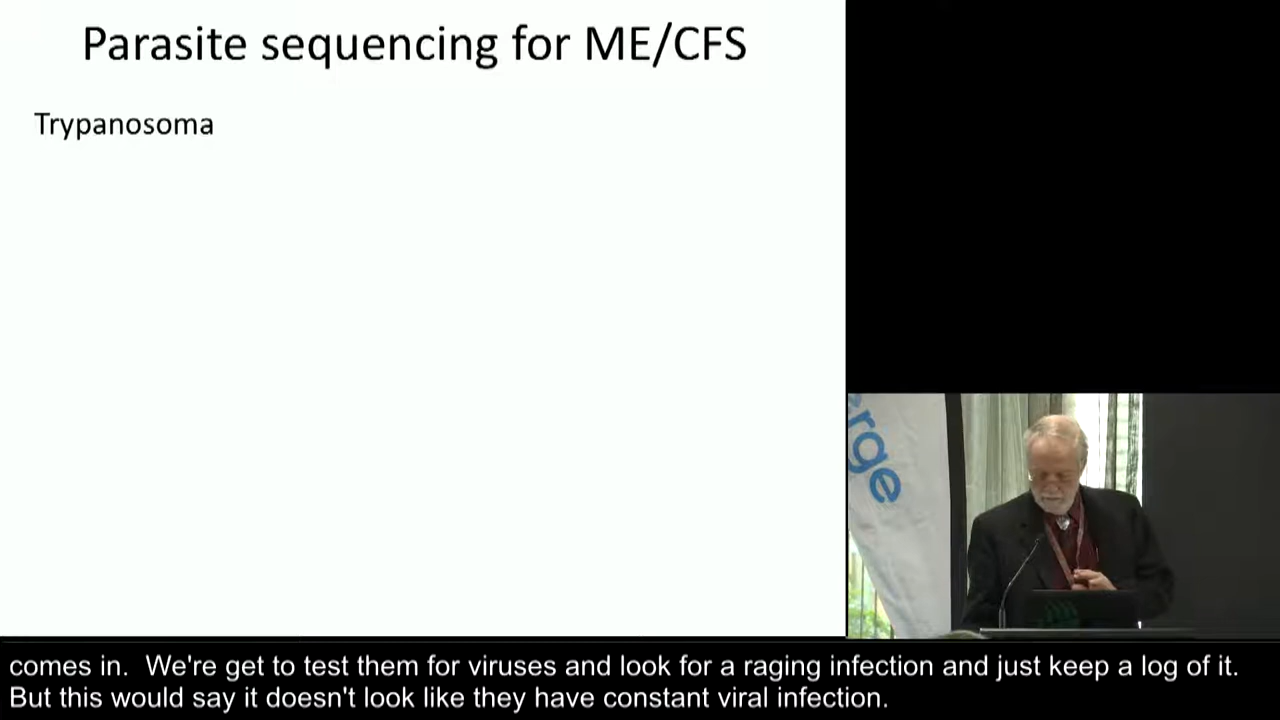 Parasite sequencing for ME/CFS
Trypanosoma
erge
comes in.  We're get to test them for viruses and look for a raging infection and just keep a log of it.
But this would say it doesn't look like they have constant viral infection.